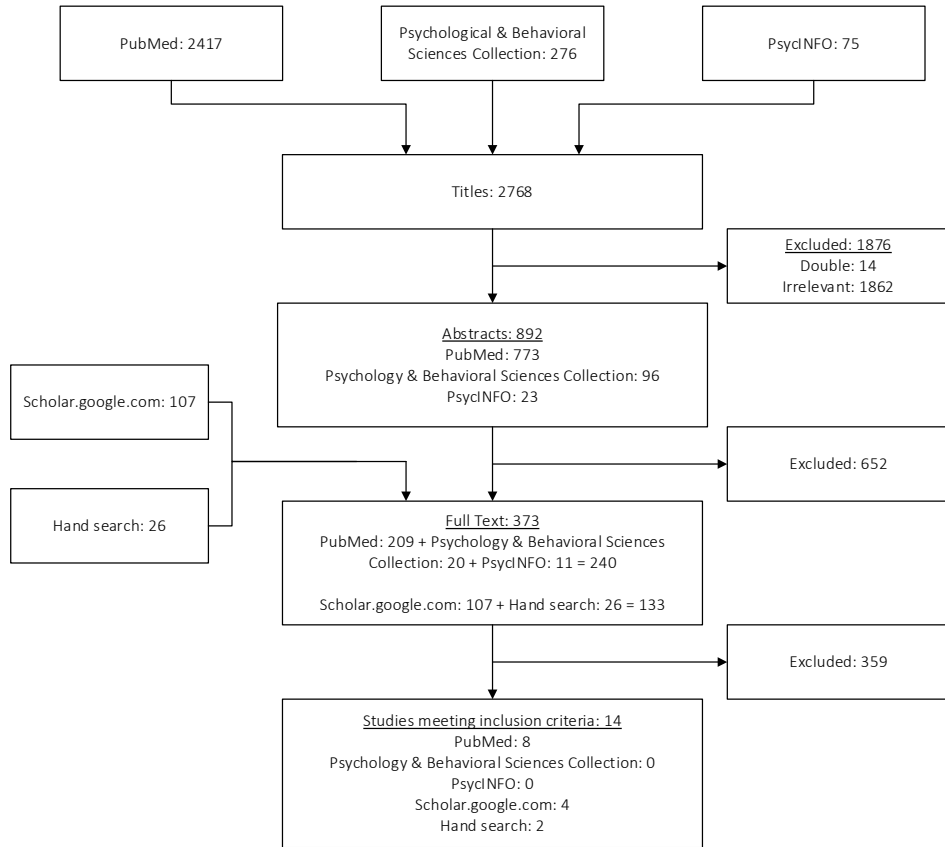 PubMed: 2417
Psychological & Behavioral
Sciences Collection: 276
PsycINFO: 75
Titles: 2768
Excluded: 1876
Double: 14
Irrelevant: 1862
Abstracts: 892
PubMed: 773
Psychology & Behavioral Sciences Collection: 96
PsycINFO: 23
Scholar.google.com: 107
Hand search: 26
Excluded: 652
Full Text: 373
PubMed: 209 + Psychology & Behavioral Sciences
Collection: 20 + PsycINFO: 11 = 240
Scholar.google.com: 107 + Hand search: 26 = 133
Excluded: 359
Studies meeting inclusion criteria: 14
PubMed: 8
Psychology & Behavioral Sciences Collection: 0
PsycINFO: 0
Scholar.google.com: 4
Hand search: 2